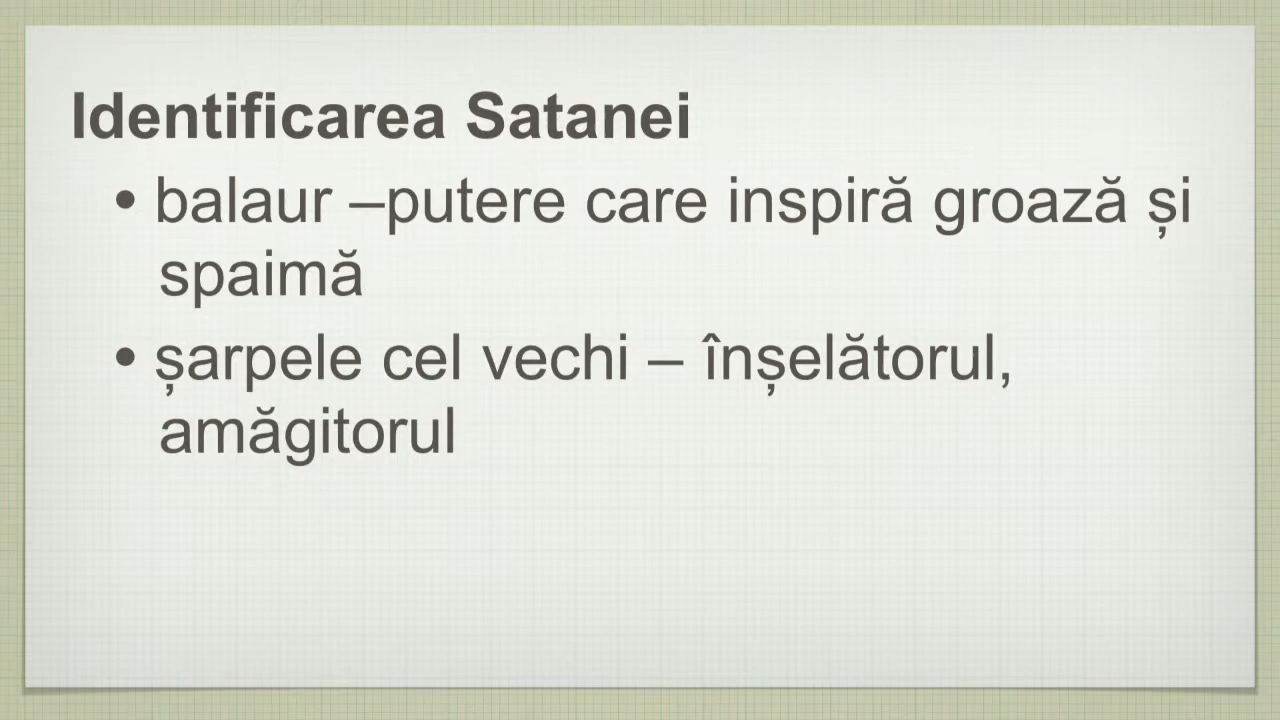 Identificarea Satanei
• balaur –putere care inspiră groază și
spaimă
• șarpele cel vechi – înșelătorul,
amăgitorul